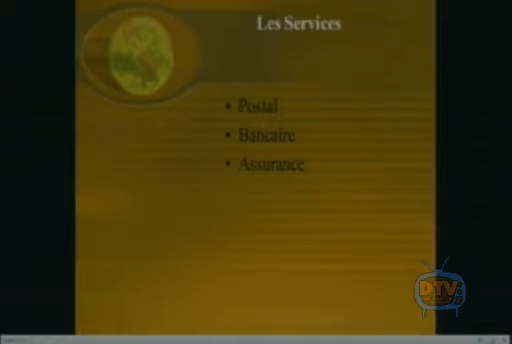 Les Services
• Postal
• Bancaire
• Assurance
DTV